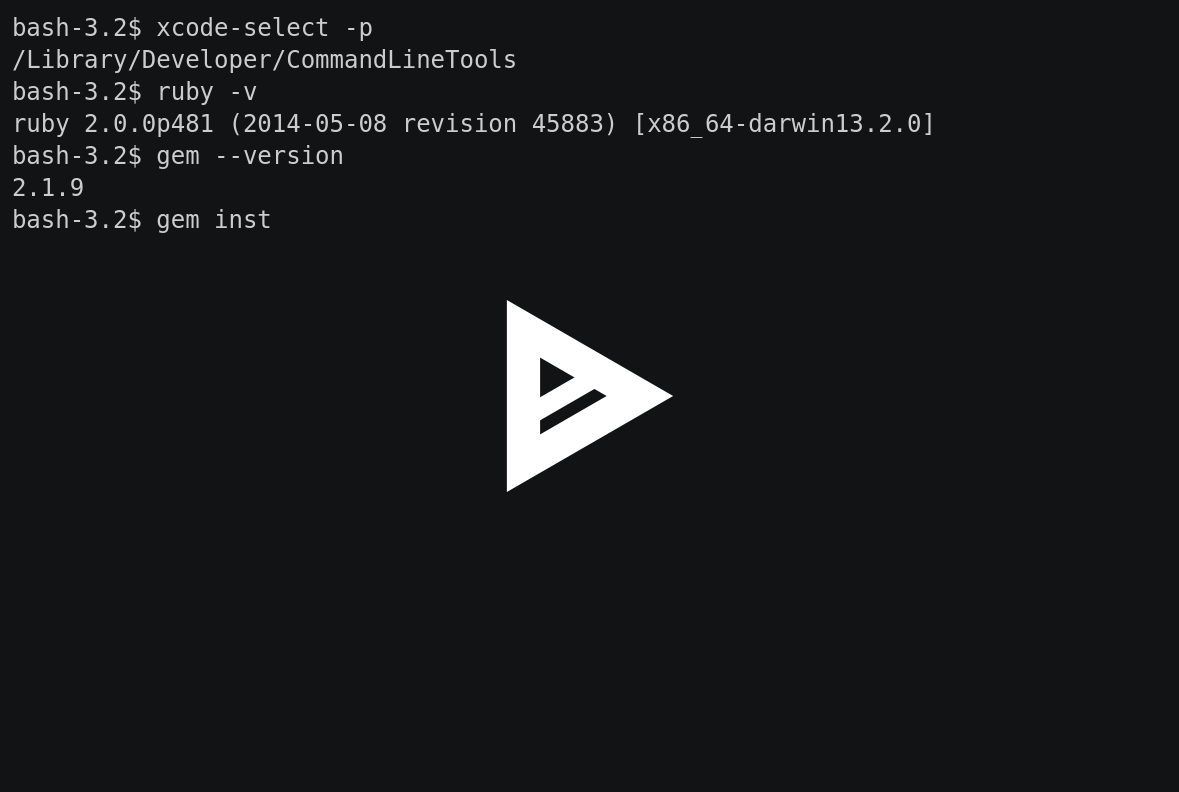 bash-3.2$ xcode-select -p
/Library/Developer/CommandLineTools
bash-3.2$ ruby -v
ruby 2.0.0p481 (2014-05-08 revision 45883) [x86_64-darwin13.2.0]
bash-3.2$ gem --version
2.1.9
bash-3.2$ gem inst